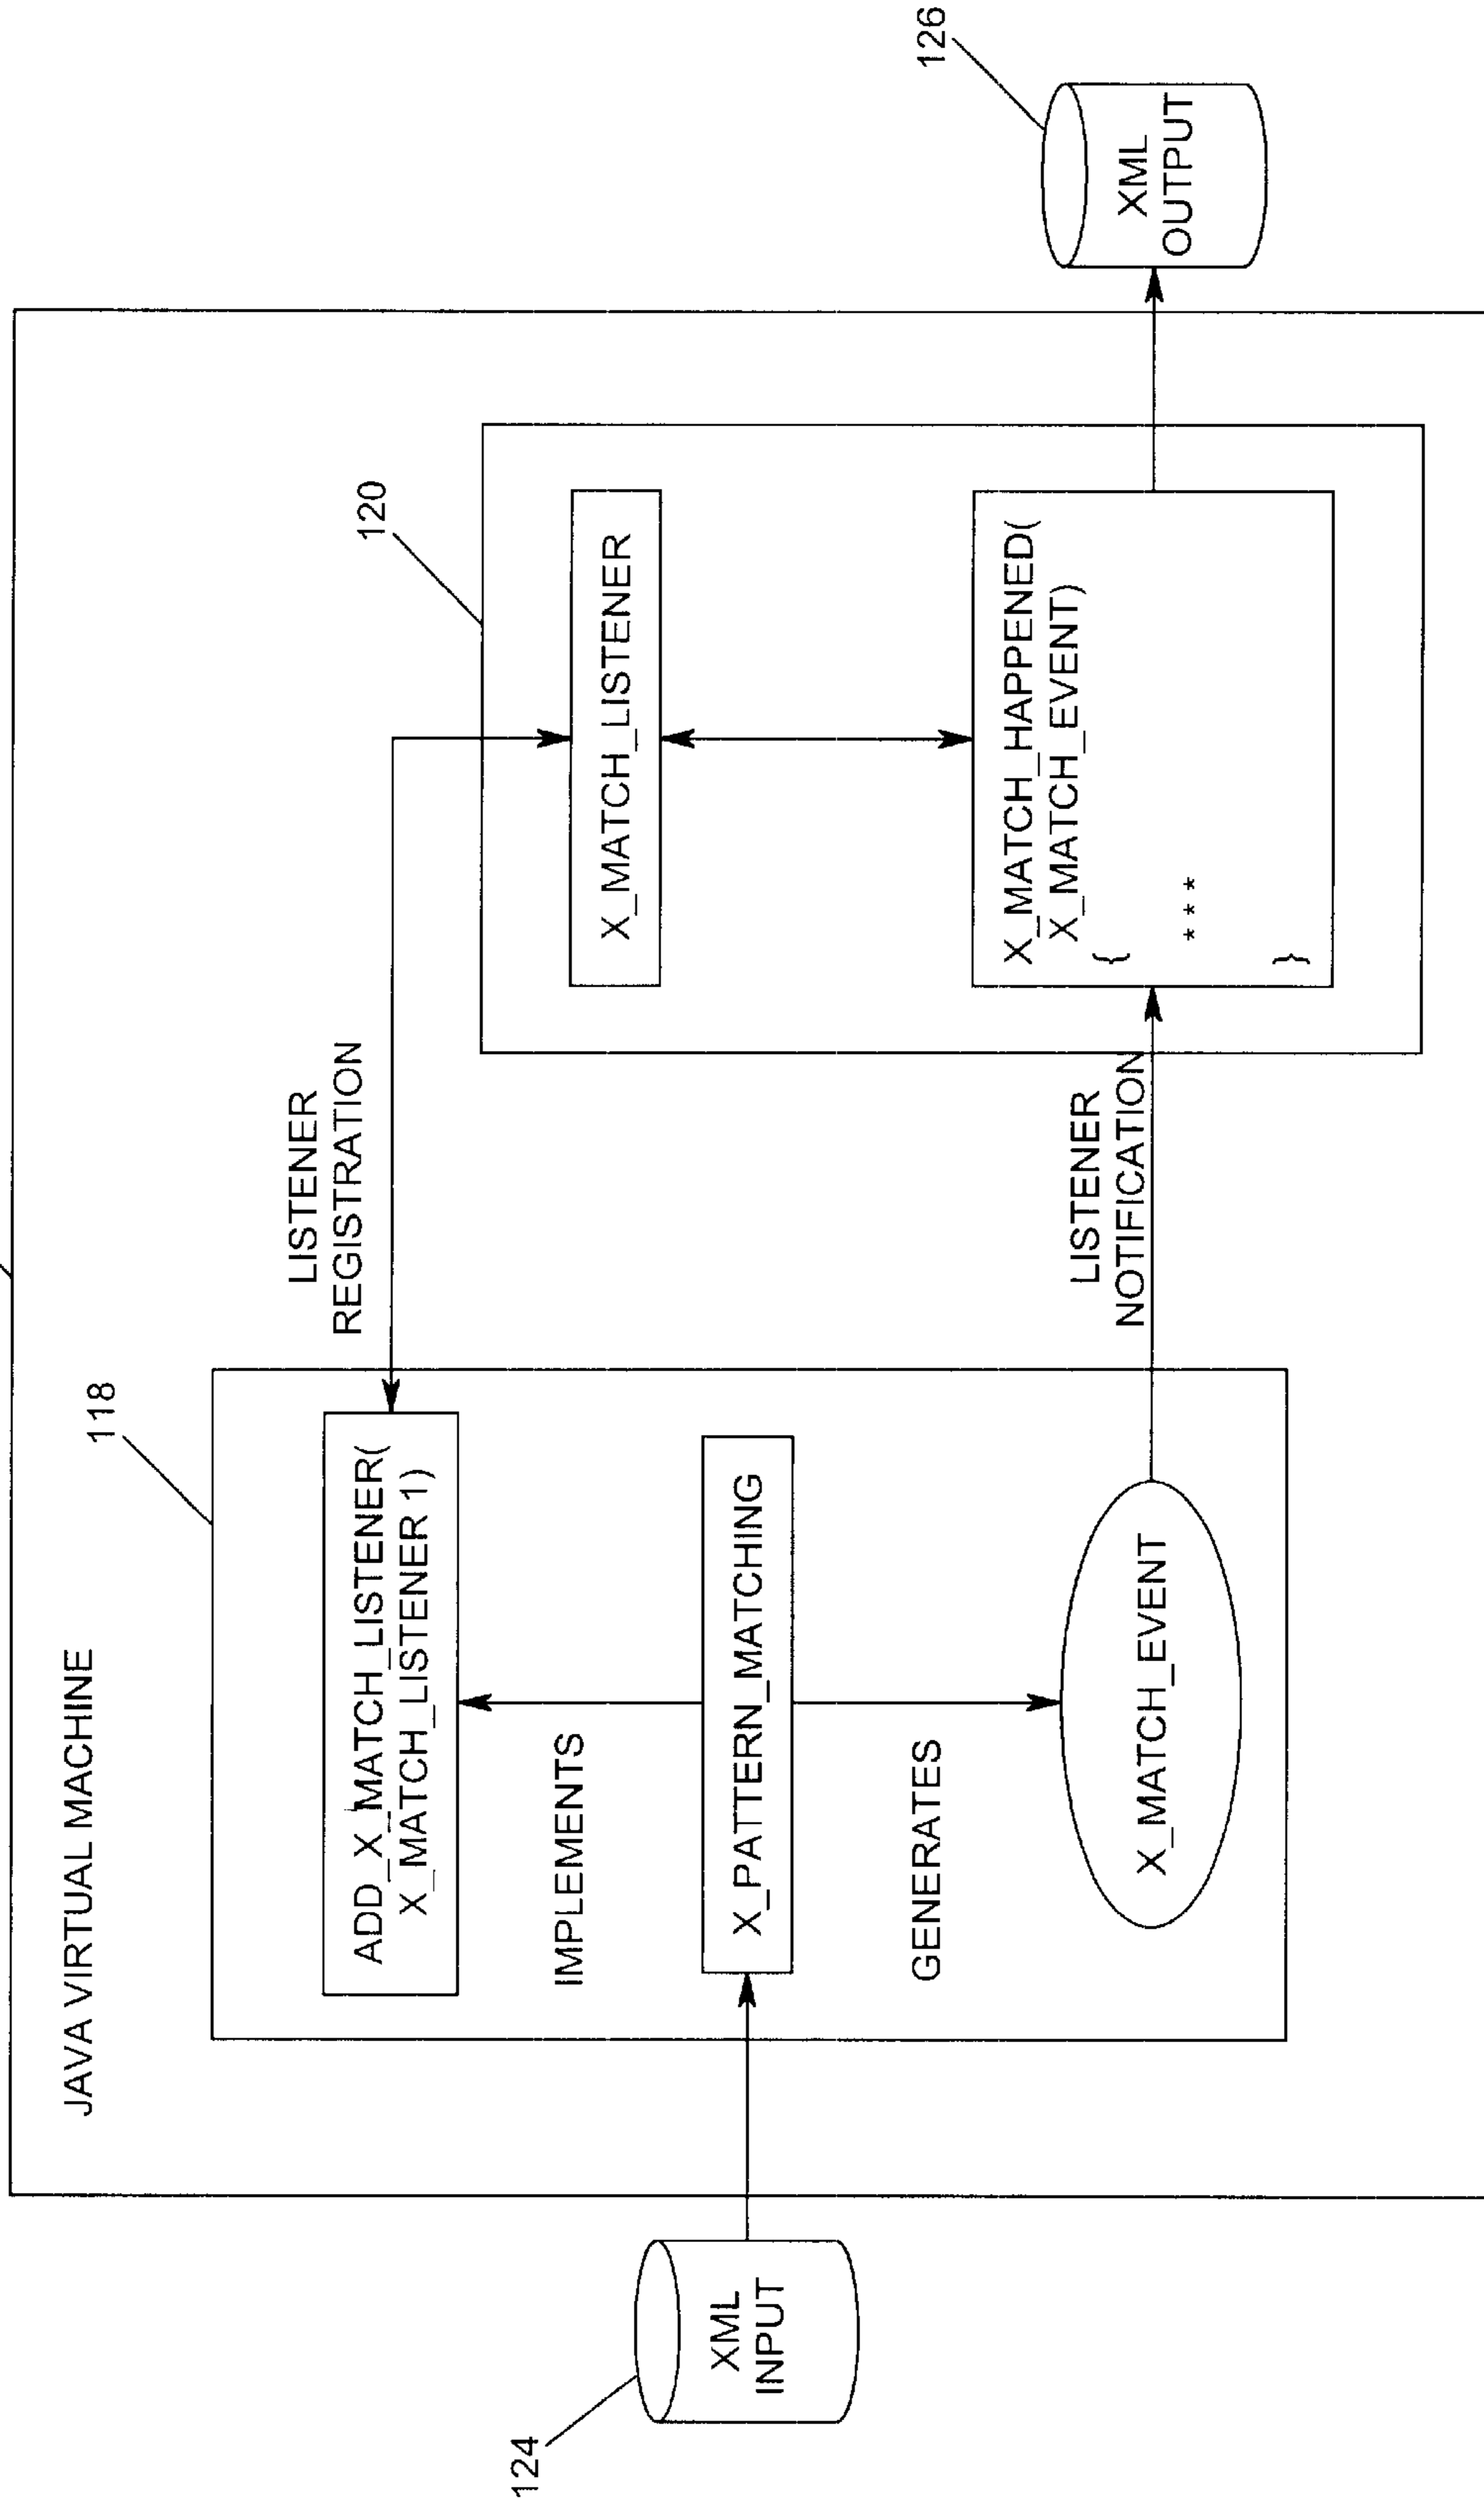 JAVA VIRTUAL MACHINE
118
ADD_X_MATCH_LISTENER(
X_MATCH_LISTENER 1)
IMPLEMENTS
X_PATTERN_MATCHING
GENERATES
X_MATCH_EVENT
124
XML
INPUT
LISTENER
REGISTRATION
LISTENER
NOTIFICATION
120
X_MATCH_LISTENER
X_MATCH_HAPPENED(
X_MATCH_EVENT)
{
* * *
}
126
XML
OUTPUT